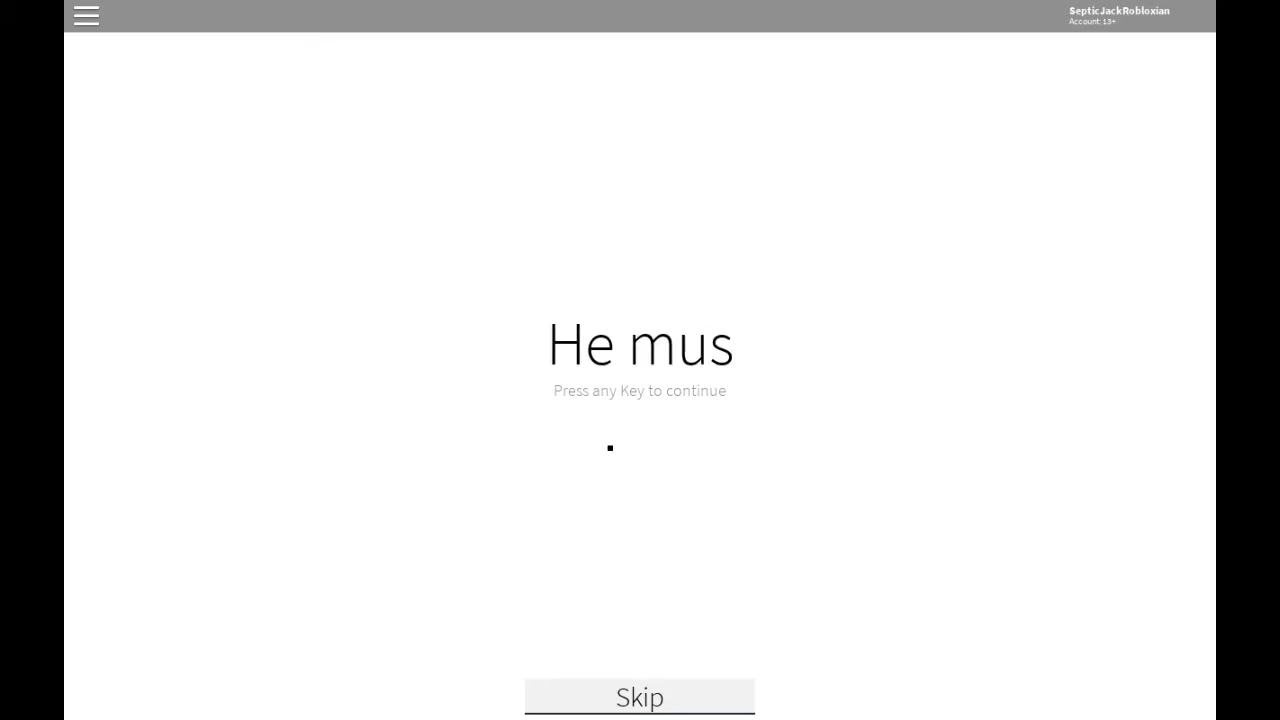 SepticJackRobloxian
Account: 13+
He mus
Press any Key to continue
Skip